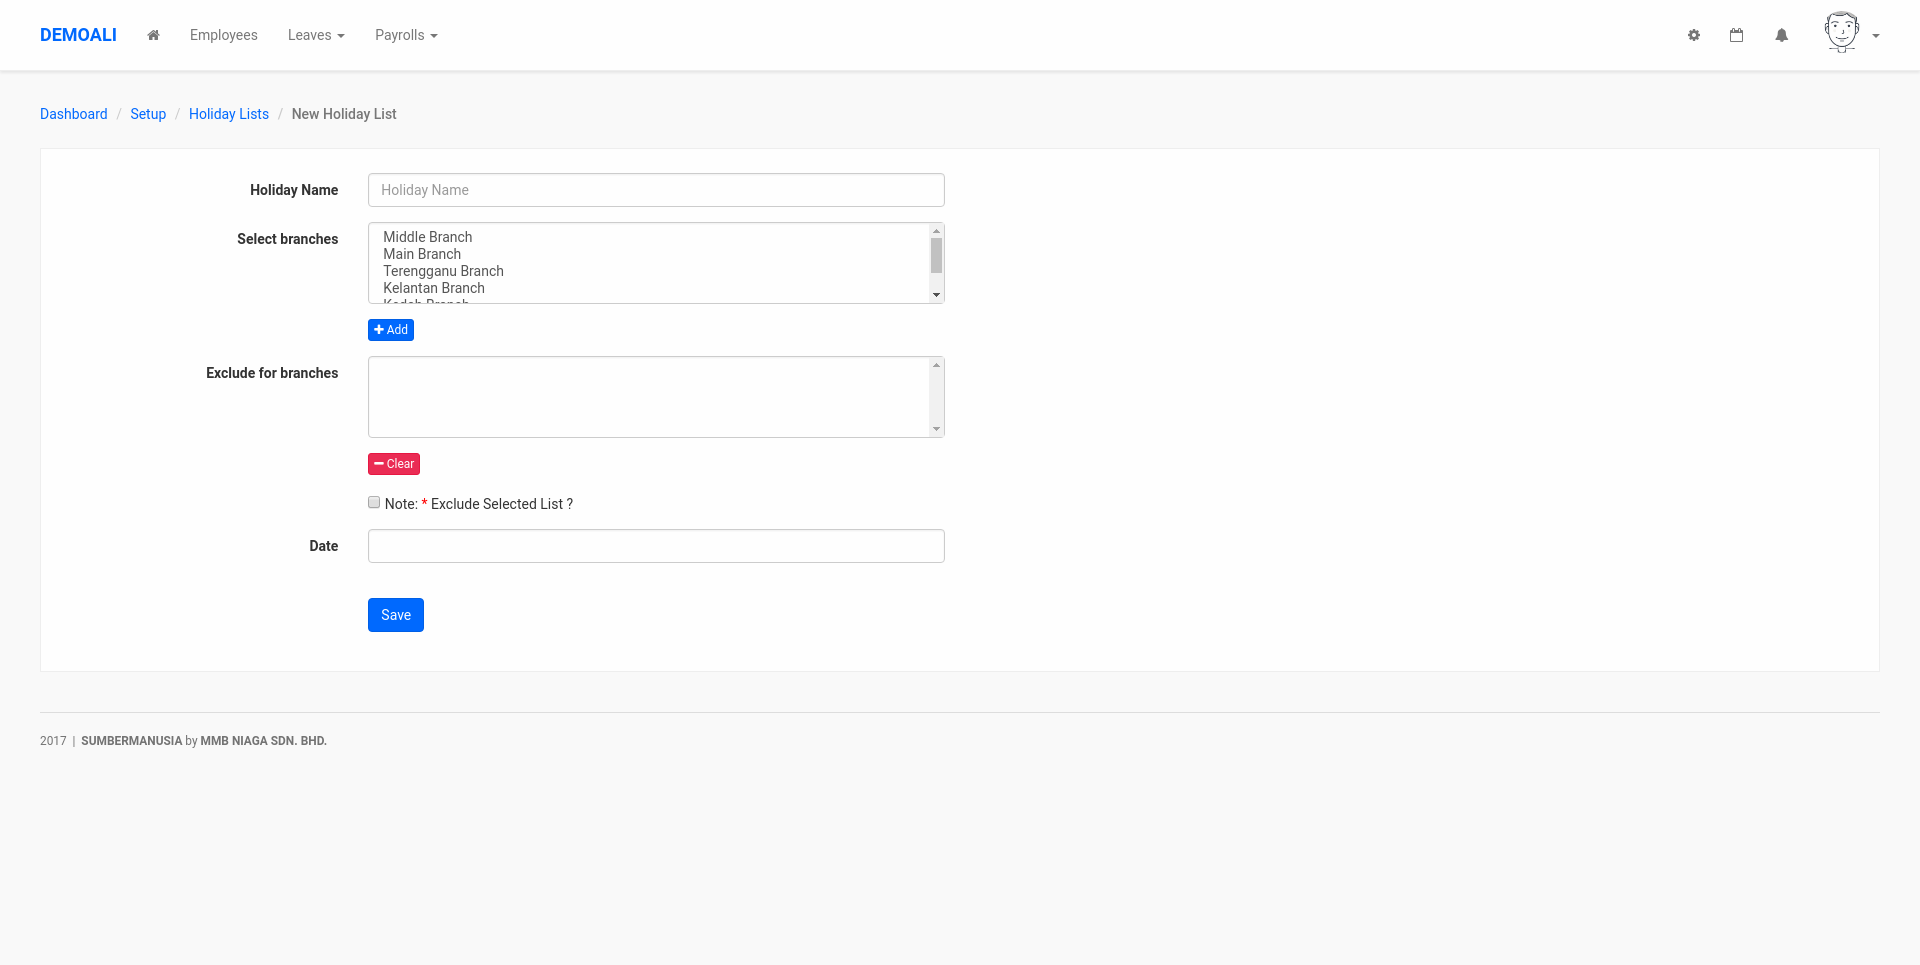 DEMOALI Employees Leaves Payrolls
Dashboard / Setup / Holiday Lists / New Holiday List
Holiday Name Holiday Name
Select branches
Middle Branch
Main Branch
Terengganu Branch
Kelantan Branch
Kedah Branch
Add
Exclude for branches
Clear
Note: * Exclude Selected List ?
Date
Save
2017 | SUMBERMANUSIA by MMB NIAGA SDN. BHD.